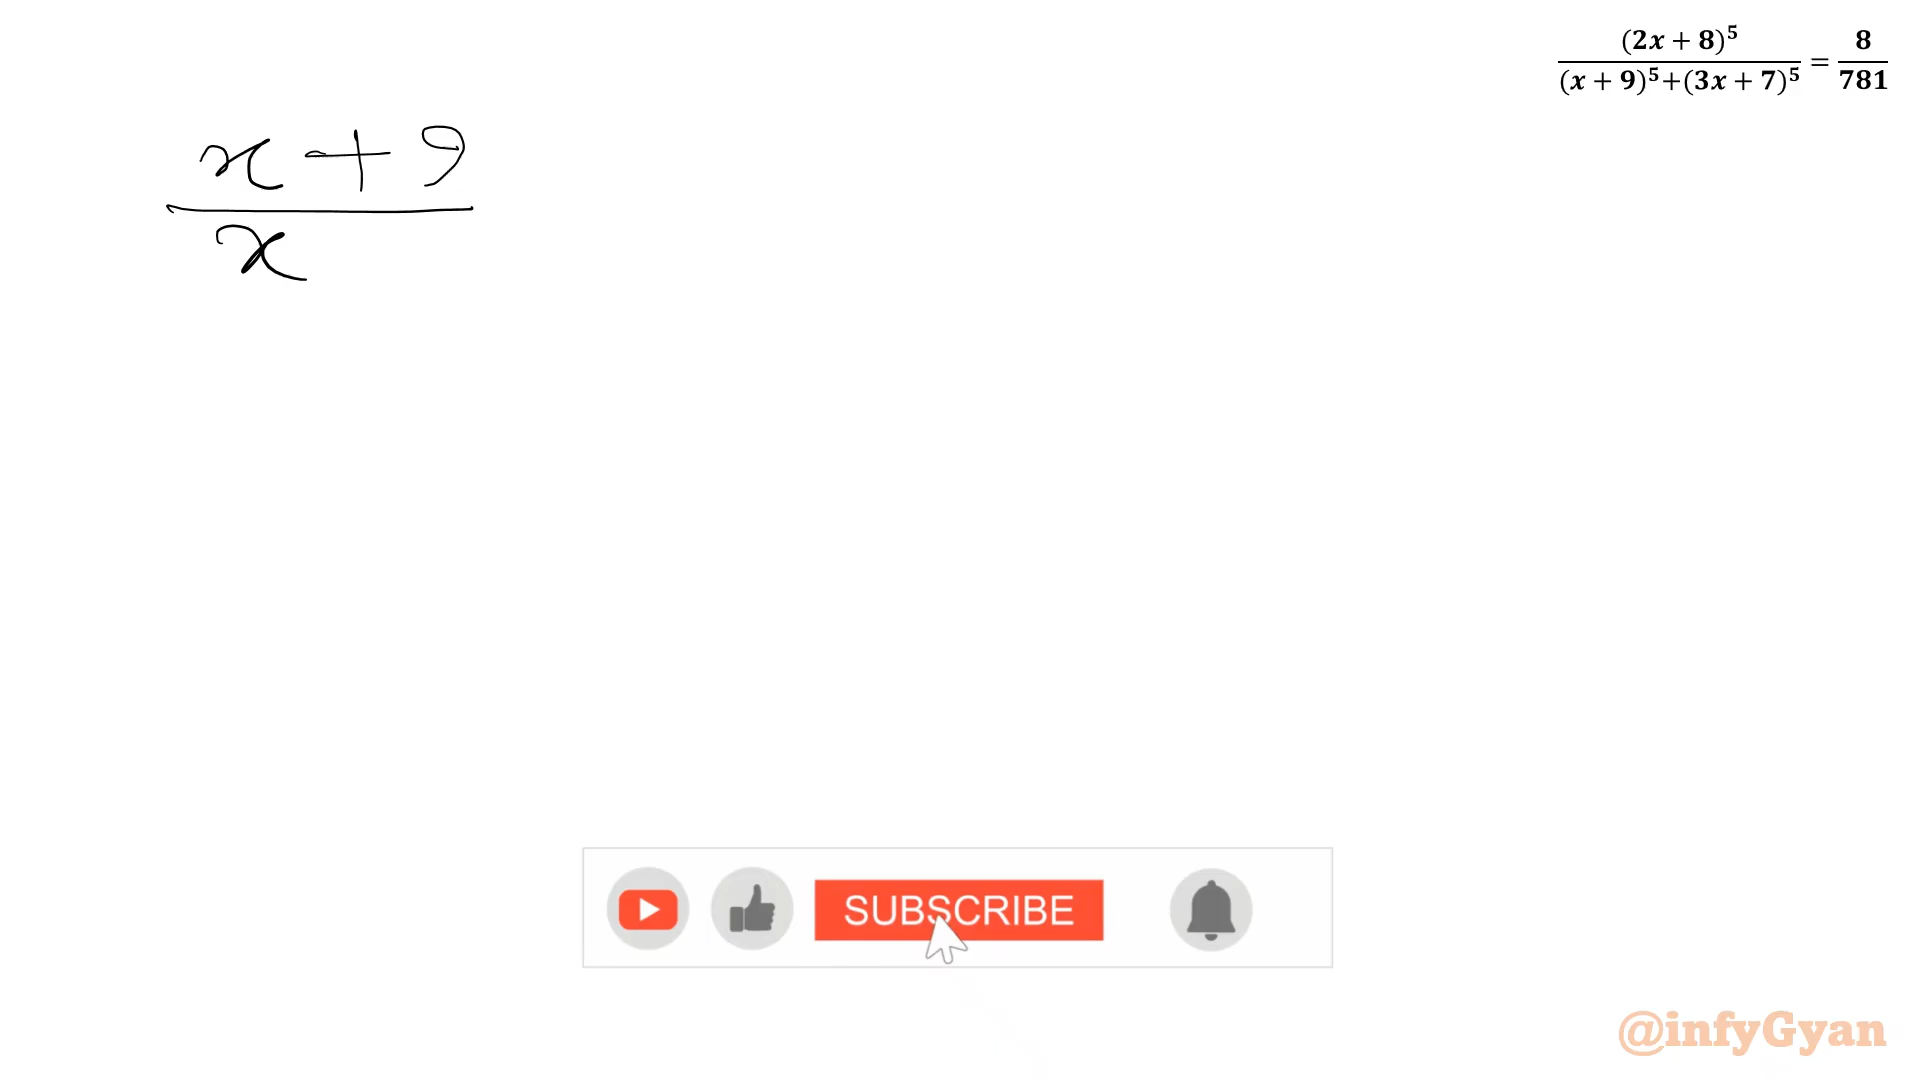 (2x + 8)⁵ / (x + 9)⁵+(3x + 7)⁵ = 8 / 781
x + 9
x
SUBSCRIBE
@infyGyan